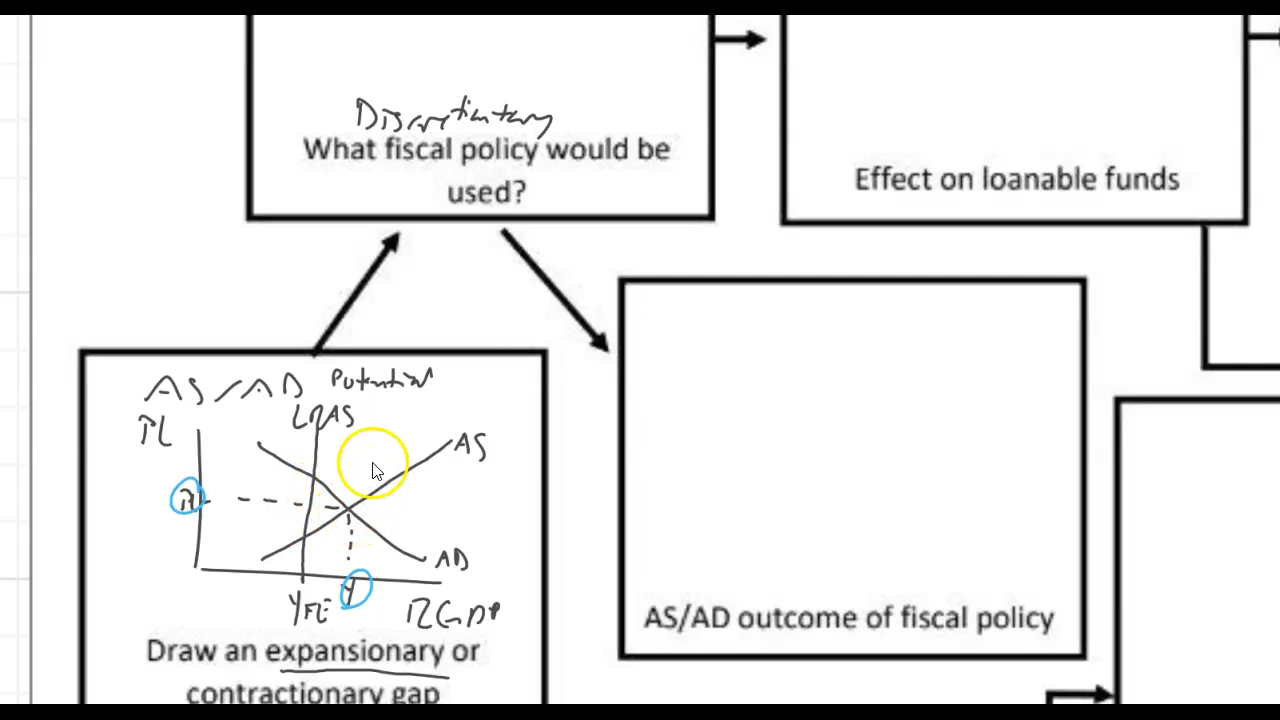 Discretionary
What fiscal policy would be
used?
Effect on loanable funds
AS/AD Potential
LRAS
PL
AS
PL
AD
YFE Y RGDP
Draw an expansionary or
contractionary gap
AS/AD outcome of fiscal policy